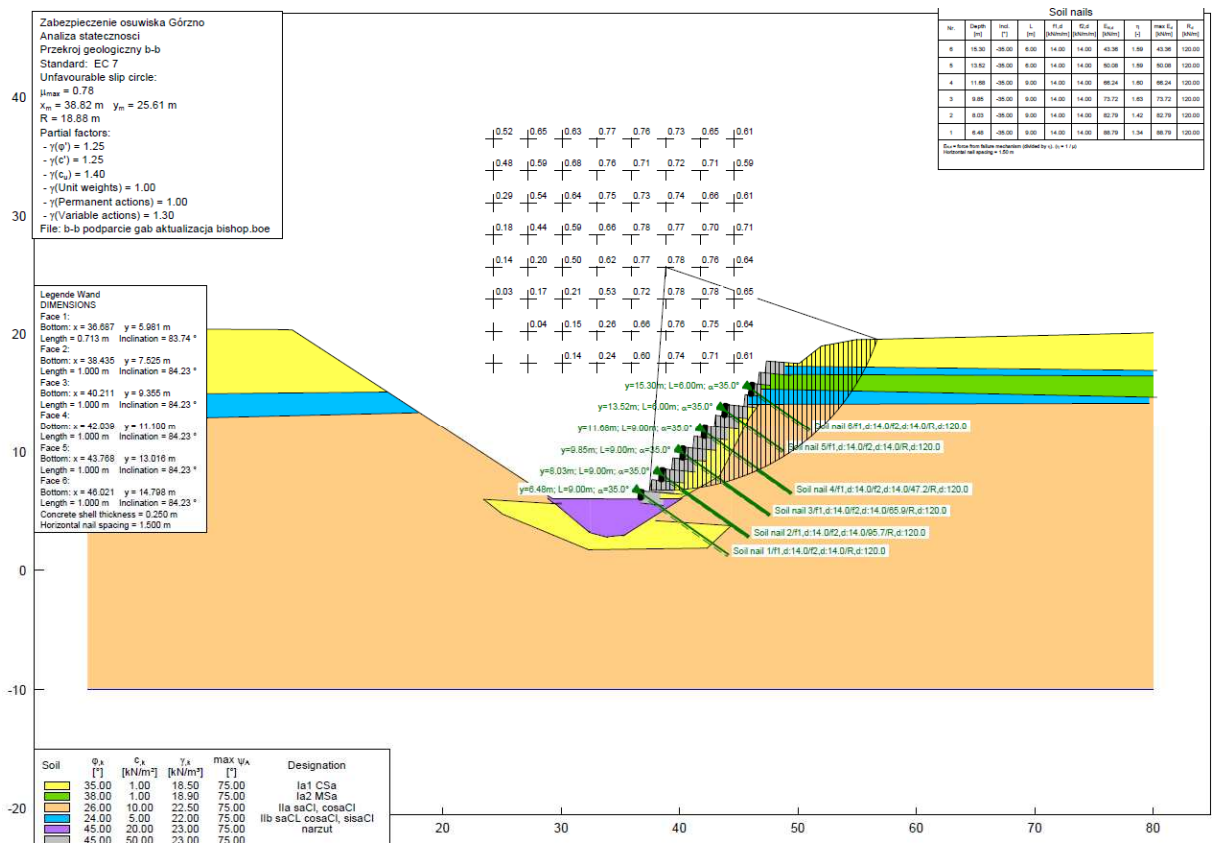 Zabezpieczenie osuwiska Górzno
Analiza statecznosci
Przekroj geologiczny b-b
Standard: EC 7
Unfavourable slip circle:
μmax = 0.78
xm = 38.82 m ym = 25.61 m
R = 18.88 m
Partial factors:
- γ(φ') = 1.25
- γ(c') = 1.25
- γ(cu) = 1.40
- γ(Unit weights) = 1.00
- γ(Permanent actions) = 1.00
- γ(Variable actions) = 1.30
File: b-b podparcie gab aktualizacja bishop.boe
Soil nails
Nr. Depth [m] Incl. [°] L [m] f1,d [kN/m/m] f2,d [kN/m/m] η [-] max Ed [kN/m] Rd [kN/m]
6 15.30 -35.00 6.00 14.00 14.00 43.36 1.59 43.36 120.00
5 13.52 -35.00 6.00 14.00 14.00 50.08 1.59 50.08 120.00
4 11.68 -35.00 9.00 14.00 14.00 66.24 1.60 66.24 120.00
3 9.85 -35.00 9.00 14.00 14.00 73.72 1.63 73.72 120.00
2 8.03 -35.00 9.00 14.00 14.00 82.79 1.42 82.79 120.00
1 6.48 -35.00 9.00 14.00 14.00 88.79 1.34 88.79 120.00
= force from failure mechanism (divided by η). (η = 1 / μ)
Horizontal nail spacing = 1.50 m
40
30
20
10
0
-10
-20
0.52 0.65 0.63 0.77 0.76 0.73 0.65 0.61
0.48 0.59 0.68 0.76 0.71 0.72 0.71 0.59
0.29 0.54 0.64 0.75 0.73 0.74 0.66 0.61
0.18 0.44 0.59 0.66 0.78 0.77 0.70 0.71
0.14 0.20 0.50 0.62 0.77 0.78 0.76 0.64
0.03 0.17 0.21 0.53 0.72 0.78 0.78 0.65
0.04 0.15 0.26 0.66 0.76 0.75 0.64
0.14 0.24 0.60 0.74 0.71 0.61
Legende Wand
DIMENSIONS
Face 1:
Bottom: x = 36.687 y = 5.981 m
Length = 0.713 m Inclination = 83.74 °
Face 2:
Bottom: x = 38.435 y = 7.525 m
Length = 1.000 m Inclination = 84.23 °
Face 3:
Bottom: x = 40.211 y = 9.355 m
Length = 1.000 m Inclination = 84.23 °
Face 4:
Bottom: x = 42.039 y = 11.100 m
Length = 1.000 m Inclination = 84.23 °
Face 5:
Bottom: x = 43.768 y = 13.016 m
Length = 1.000 m Inclination = 84.23 °
Face 6:
Bottom: x = 46.021 y = 14.798 m
Length = 1.000 m Inclination = 84.23 °
Concrete shell thickness = 0.250 m
Horizontal nail spacing = 1.500 m
y=15.30m; L=6.00m; α=35.0°
y=13.52m; L=6.00m; α=35.0°
y=11.68m; L=9.00m; α=35.0°
y=9.85m; L=9.00m; α=35.0°
y=8.03m; L=9.00m; α=35.0°
y=6.48m; L=9.00m; α=35.0°
Soil nail 6/f1,d:14.0/f2,d:14.0/R,d:120.0
Soil nail 5/f1,d:14.0/f2,d:14.0/R,d:120.0
Soil nail 4/f1,d:14.0/f2,d:14.0/47.2/R,d:120.0
Soil nail 3/f1,d:14.0/f2,d:14.0/65.9/R,d:120.0
Soil nail 2/f1,d:14.0/f2,d:14.0/95.7/R,d:120.0
Soil nail 1/f1,d:14.0/f2,d:14.0/R,d:120.0
Soil φ,k [°] c,k [kN/m²] γ,k [kN/m³] max ψA [°] Designation
35.00 1.00 18.50 75.00 Ia1 CSa
38.00 1.00 18.90 75.00 Ia2 MSa
26.00 10.00 22.50 75.00 IIa saCl, cosaCl
24.00 5.00 22.00 75.00 IIb saCL cosaCl, sisaCl
45.00 20.00 23.00 75.00 narzut
45.00 50.00 23.00 75.00
20 30 40 50 60 70 80